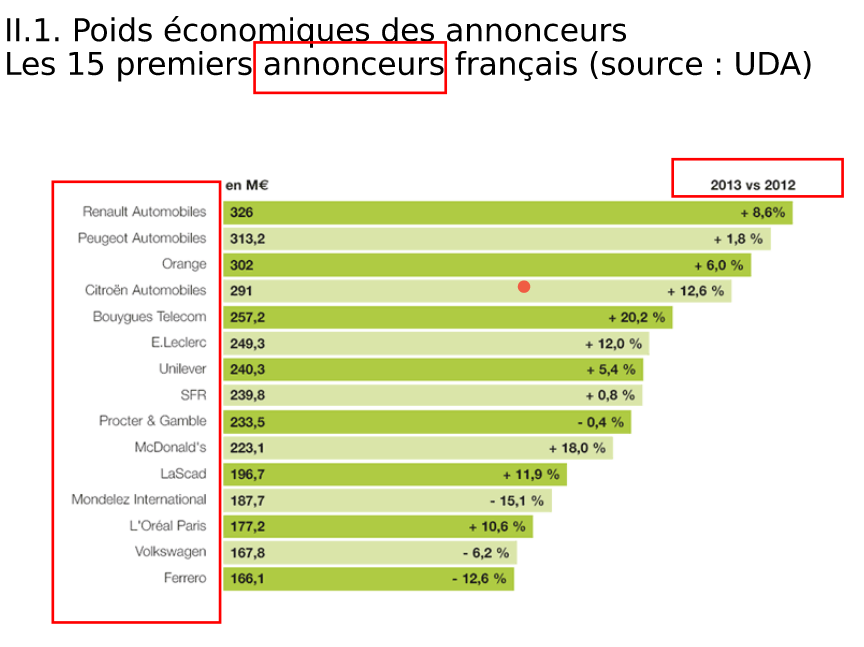 II.1. Poids économiques des annonceurs
Les 15 premiers annonceurs français (source : UDA)
en M€ 2013 vs 2012
Renault Automobiles 326 + 8,6%
Peugeot Automobiles 313,2 + 1,8 %
Orange 302 + 6,0 %
Citroën Automobiles 291 + 12,6 %
Bouygues Telecom 257,2 + 20,2 %
E.Leclerc 249,3 + 12,0 %
Unilever 240,3 + 5,4 %
SFR 239,8 + 0,8 %
Procter & Gamble 233,5 - 0,4 %
McDonald's 223,1 + 18,0 %
LaScad 196,7 + 11,9 %
Mondelez International 187,7 - 15,1 %
L'Oréal Paris 177,2 + 10,6 %
Volkswagen 167,8 - 6,2 %
Ferrero 166,1 - 12,6 %